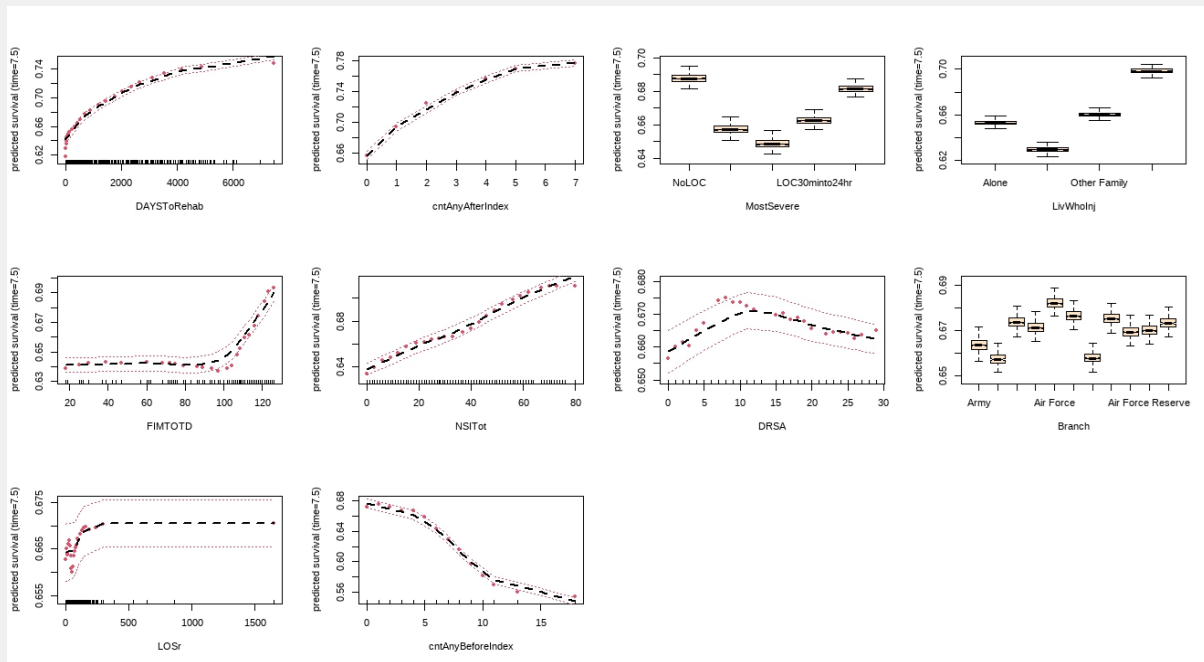 predicted survival (time=7.5)
0.62 0.66 0.70 0.74
0 2000 4000 6000
DAYSToRehab
predicted survival (time=7.5)
0.66 0.70 0.74 0.78
0 1 2 3 4 5 6 7
cntAnyAfterIndex
predicted survival (time=7.5)
0.64 0.66 0.68 0.70
NoLOC LOC30minto24hr
MostSevere
predicted survival (time=7.5)
0.62 0.66 0.70
Alone Other Family
LivWhoInj
predicted survival (time=7.5)
0.63 0.65 0.67 0.69
20 40 60 80 100 120
FIMTOTD
predicted survival (time=7.5)
0.64 0.68
0 20 40 60 80
NSITot
predicted survival (time=7.5)
0.650 0.660 0.670 0.680
0 5 10 15 20 25 30
DRSA
predicted survival (time=7.5)
0.65 0.67 0.69
Army Air Force Air Force Reserve
Branch
predicted survival (time=7.5)
0.655 0.665 0.675
0 500 1000 1500
LOSr
predicted survival (time=7.5)
0.56 0.60 0.64 0.68
0 5 10 15
cntAnyBeforeIndex